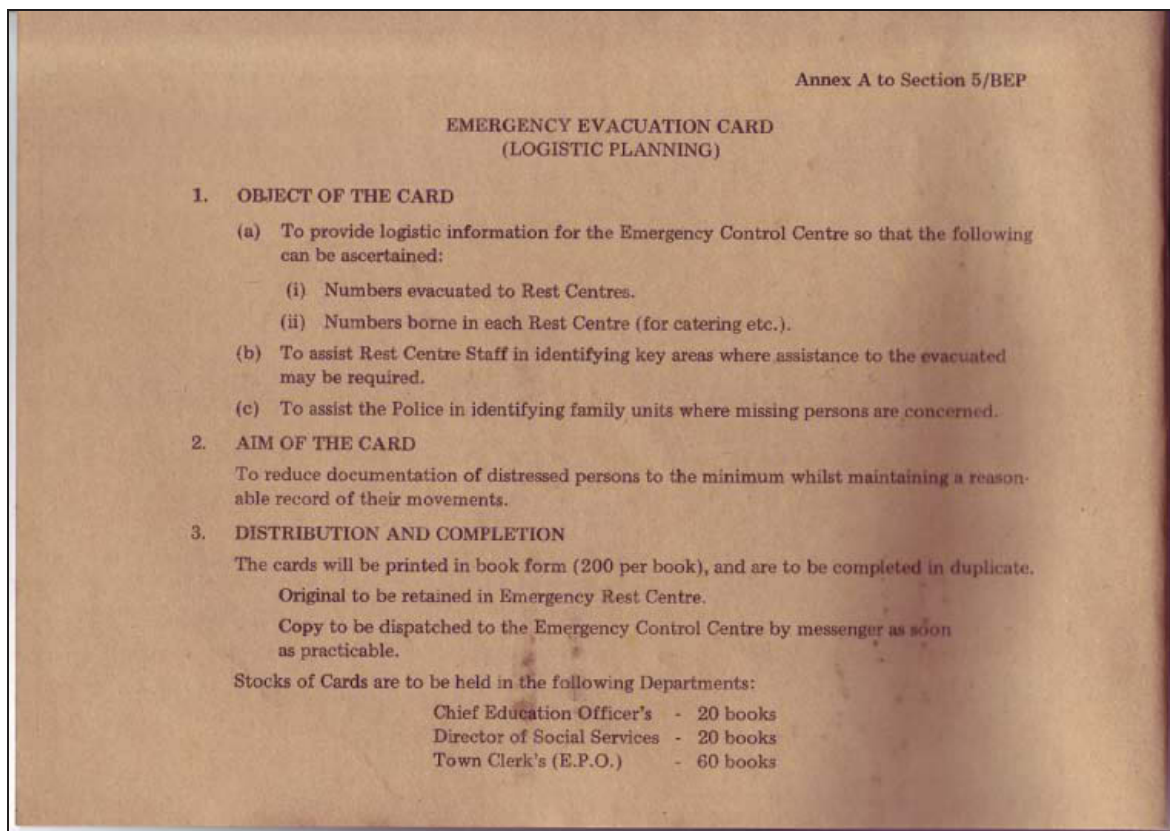 Annex A to Section 5/BEP
EMERGENCY EVACUATION CARD
(LOGISTIC PLANNING)
1. OBJECT OF THE CARD
(a) To provide logistic information for the Emergency Control Centre so that the following
can be ascertained:
(i) Numbers evacuated to Rest Centres.
(ii) Numbers borne in each Rest Centre (for catering etc.).
(b) To assist Rest Centre Staff in identifying key areas where assistance to the evacuated
may be required.
(c) To assist the Police in identifying family units where missing persons are concerned.
2. AIM OF THE CARD
To reduce documentation of distressed persons to the minimum whilst maintaining a reason-
able record of their movements.
3. DISTRIBUTION AND COMPLETION
The cards will be printed in book form (200 per book), and are to be completed in duplicate.
Original to be retained in Emergency Rest Centre.
Copy to be dispatched to the Emergency Control Centre by messenger as soon
as practicable.
Stocks of Cards are to be held in the following Departments:
Chief Education Officer's - 20 books
Director of Social Services - 20 books
Town Clerk's (E.P.O.) - 60 books